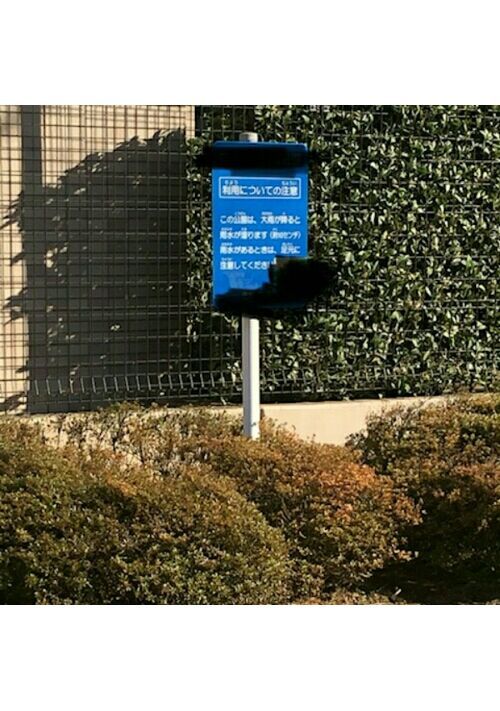 利用についての注意
この公園は、大雨が降ると
雨水が溜ります（約10センチ）
雨水があるときは、足元に
注意してくださ